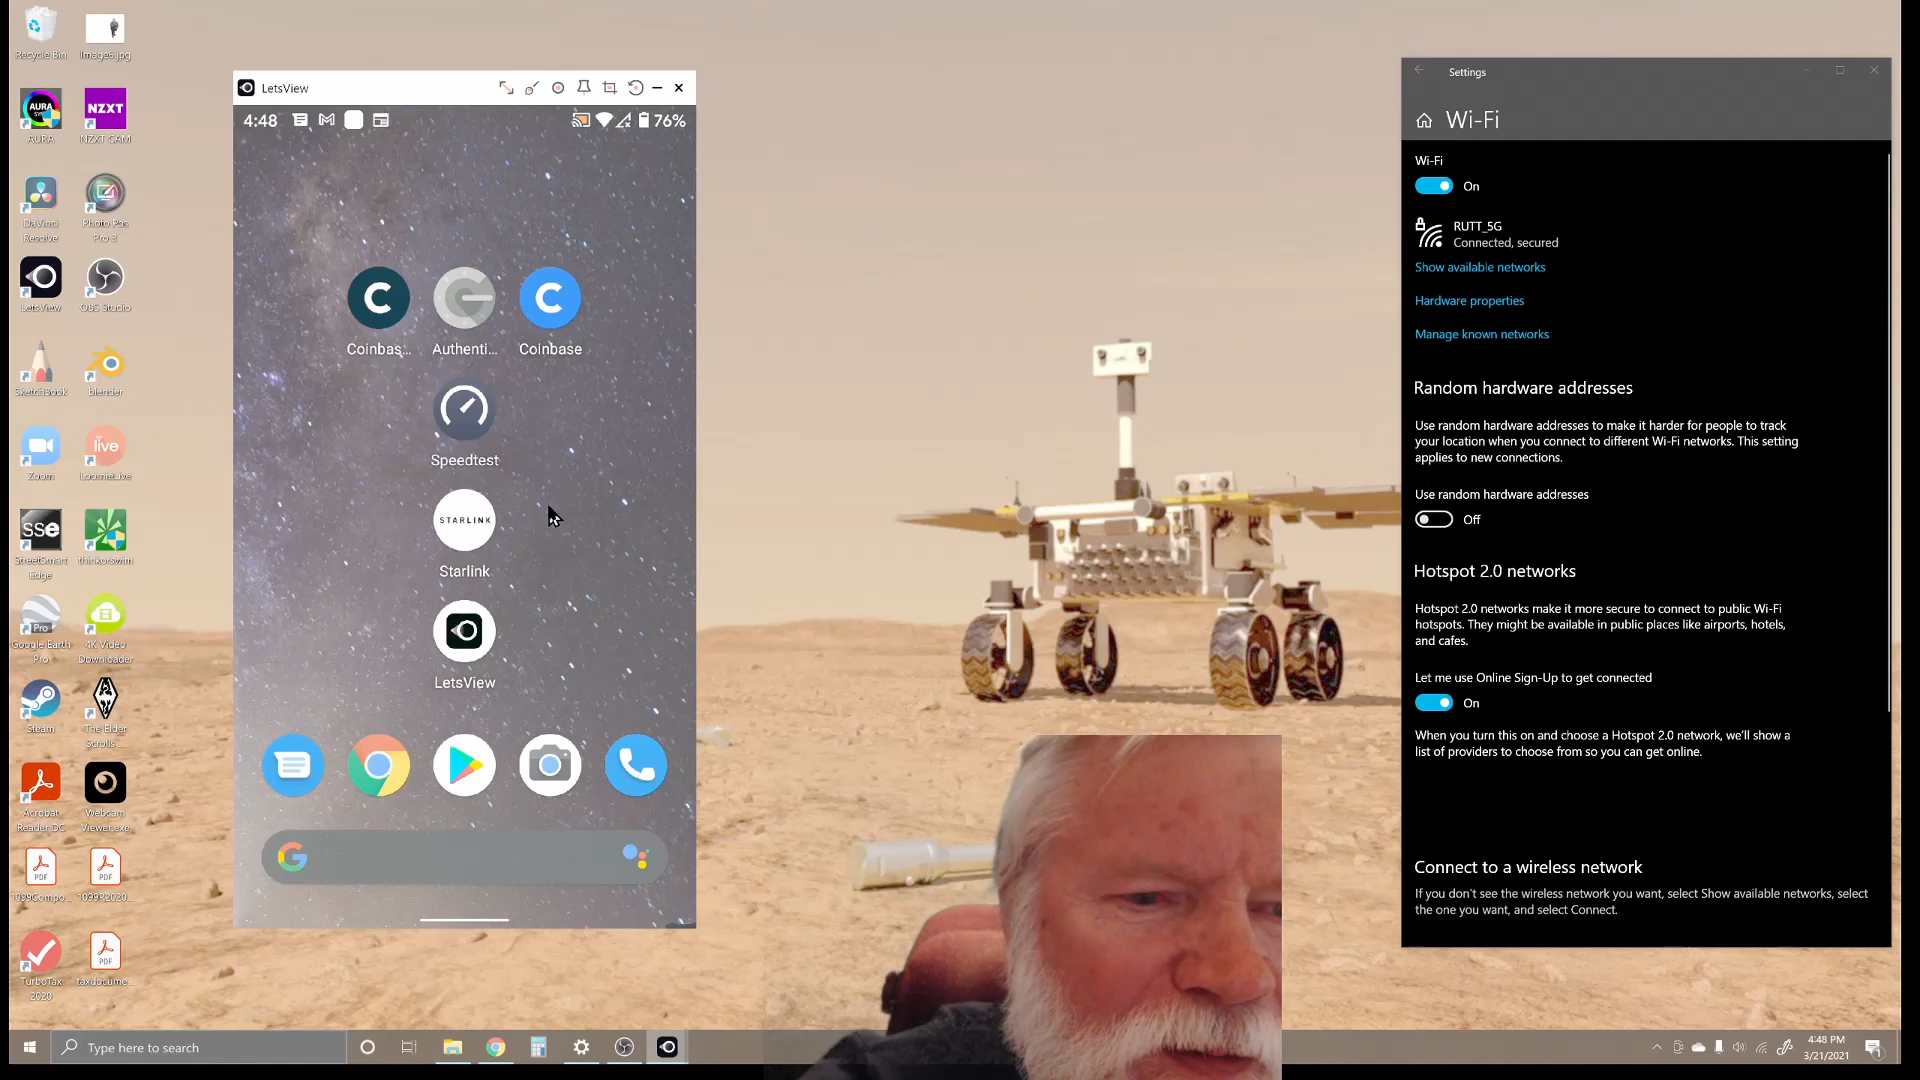 Recycle Bin
Image6.jpg
AURA
AURA
NZXT
NZXT CAM
DaVinci
Resolve
Photo Pos
Pro 3
LetsView
OBS Studio
SketchBook
blender
Zoom
live
LoomieLive
sse
StreetSmart
Edge
thinkorswim
Pro
Google Earth
Pro
4K Video
Downloader
Steam
The Elder
Scrolls ...
Acrobat
Reader DC
Webcam
Viewer.exe
PDF
1099Compo...
PDF
1099R2020...
TurboTax
2020
PDF
taxdocume...
LetsView
4:48
76%
C
C
Coinbas...
Authenti...
Coinbase
Speedtest
STARLINK
Starlink
LetsView
G
Settings
Wi-Fi
Wi-Fi
On
RUTT_5G
Connected, secured
Show available networks
Hardware properties
Manage known networks
Random hardware addresses
Use random hardware addresses to make it harder for people to track
your location when you connect to different Wi-Fi networks. This setting
applies to new connections.
Use random hardware addresses
Off
Hotspot 2.0 networks
Hotspot 2.0 networks make it more secure to connect to public Wi-Fi
hotspots. They might be available in public places like airports, hotels,
and cafes.
Let me use Online Sign-Up to get connected
On
When you turn this on and choose a Hotspot 2.0 network, we'll show a
list of providers to choose from so you can get online.
Connect to a wireless network
If you don't see the wireless network you want, select Show available networks, select
the one you want, and select Connect.
Type here to search
4:48 PM
3/21/2021
1